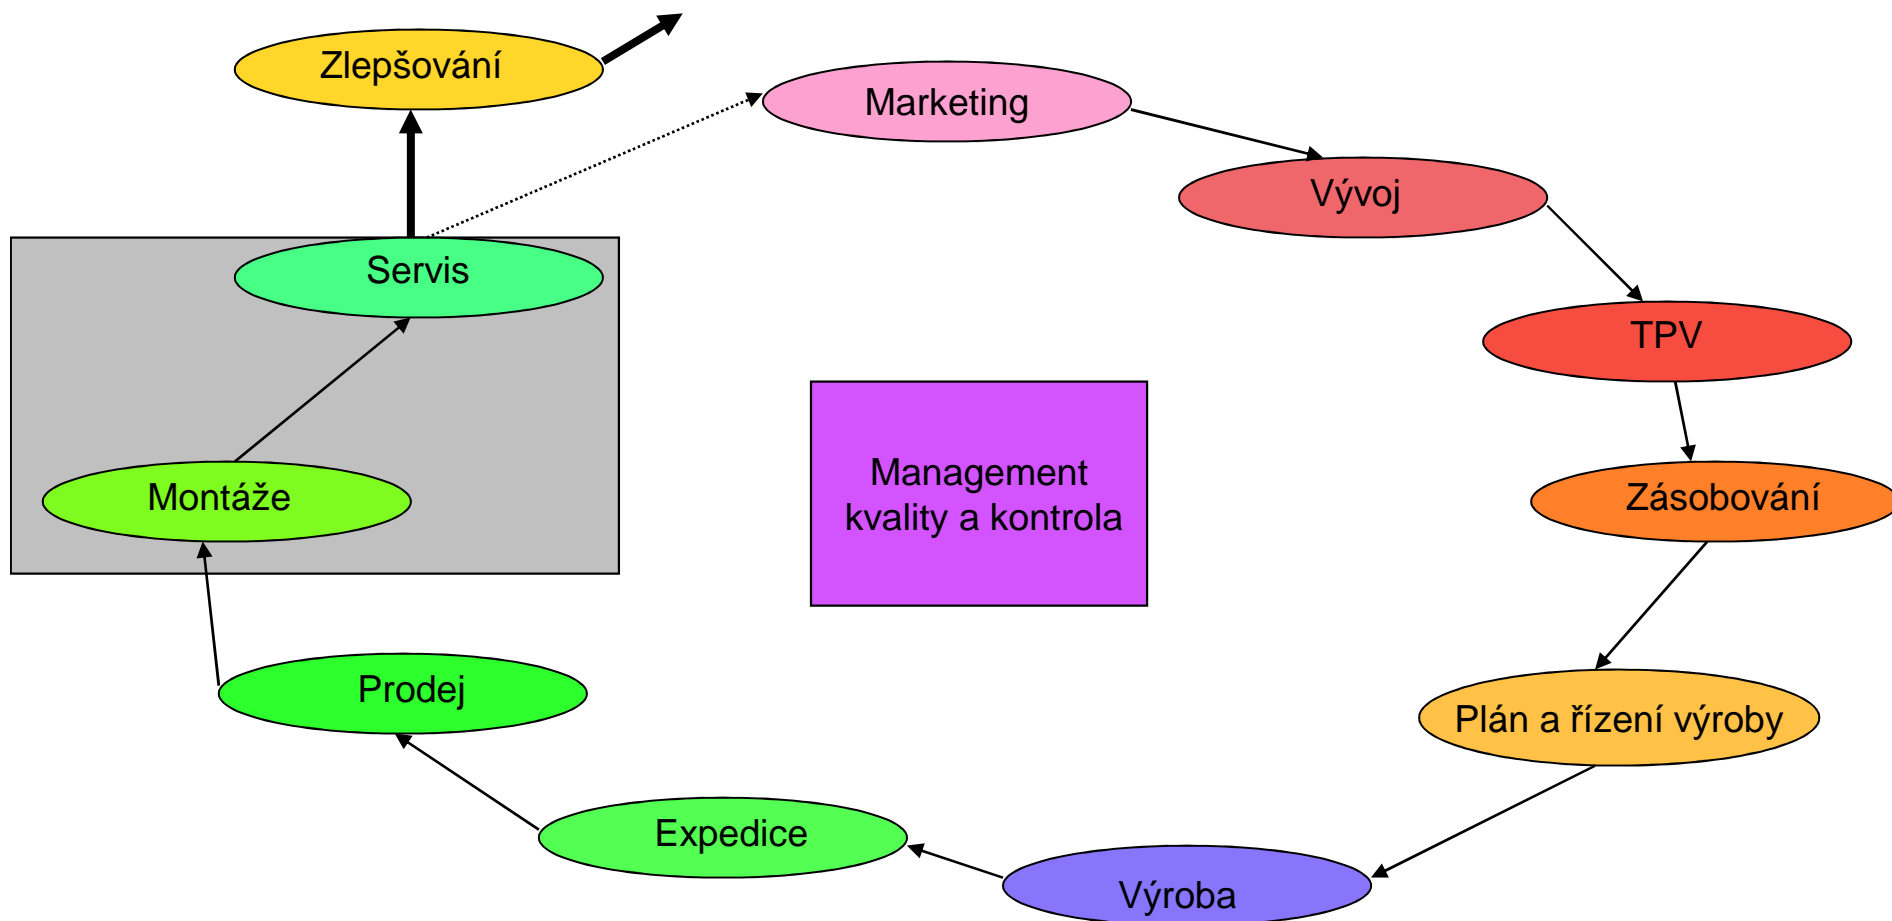 Zlepšování
Marketing
Vývoj
Servis
TPV
Management
kvality a kontrola
Montáže
Zásobování
Prodej
Plán a řízení výroby
Expedice
Výroba